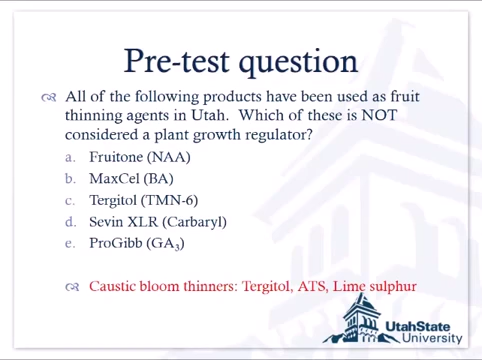 Pre-test question
All of the following products have been used as fruit
thinning agents in Utah. Which of these is NOT
considered a plant growth regulator?
a. Fruitone (NAA)
b. MaxCel (BA)
c. Tergitol (TMN-6)
d. Sevin XLR (Carbaryl)
e. ProGibb (GA₃)
Caustic bloom thinners: Tergitol, ATS, Lime sulphur
UtahState
University